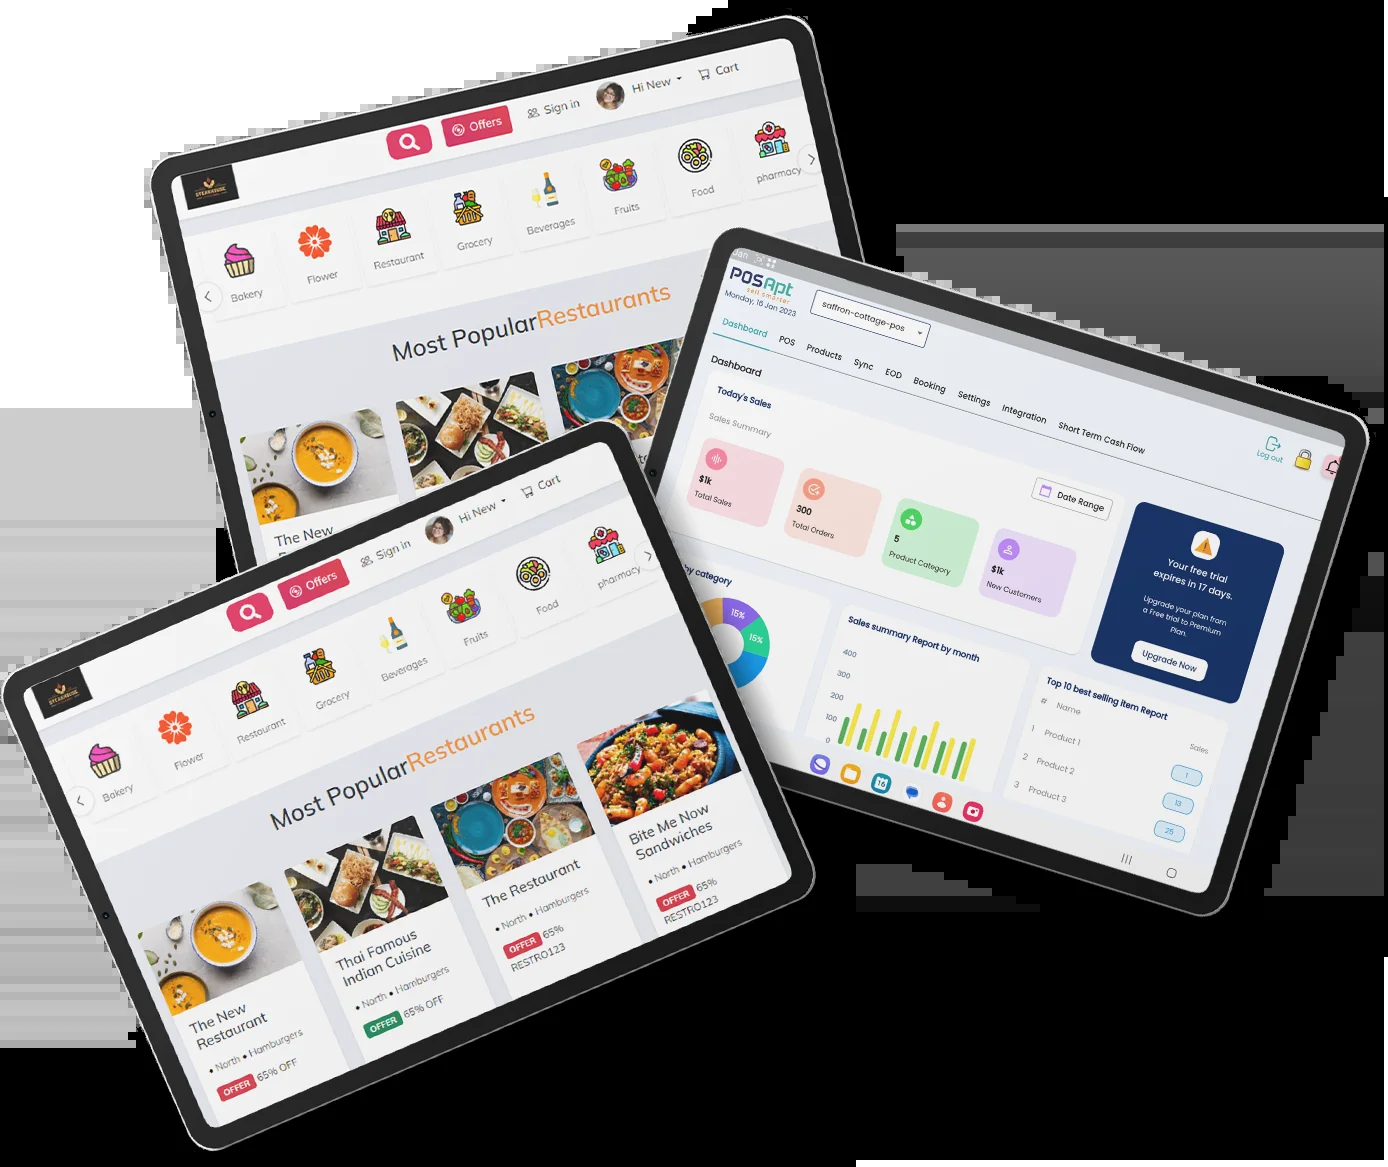 STEAKHOUSE
Offers
Sign in
Hi New
Cart
Bakery
Flower
Restaurant
Grocery
Beverages
Fruits
Food
pharmacy
Most Popular Restaurants
The New
POSApt
sell smarter
Monday, 16 Jan 2023
saffron-cottage-pos
Dashboard
POS
Products
Sync
EOD
Booking
Settings
Integration
Short Term Cash Flow
Log out
Dashboard
Today's Sales
Sales Summary
Date Range
$1k
Total Sales
300
Total Orders
5
Product Category
$1k
New Customers
Your free trial
expires in 17 days.
Upgrade your plan from
a Free trial to Premium
Plan.
Upgrade Now
by category
15%
15%
Sales summary Report by month
400
300
200
100
0
Top 10 best selling item Report
# Name Sales
1 Product 1 1
2 Product 2 13
3 Product 3 25
16
STEAKHOUSE
Offers
Sign in
Hi New
Cart
Bakery
Flower
Restaurant
Grocery
Beverages
Fruits
Food
pharmacy
Most Popular Restaurants
The New
Restaurant
• North • Hamburgers
OFFER 65% OFF
Thai Famous
Indian Cuisine
• North • Hamburgers
OFFER 65% OFF
The Restaurant
• North • Hamburgers
OFFER 65%
RESTRO123
Bite Me Now
Sandwiches
• North • Hamburgers
OFFER 65%
RESTRO123